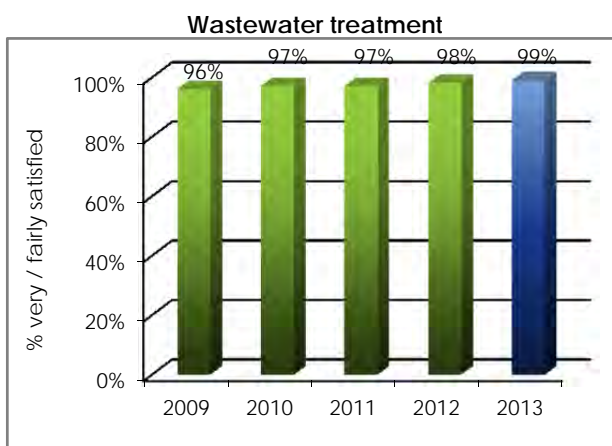 Wastewater treatment
96% 97% 97% 98% 99%
% very / fairly satisfied
100%
80%
60%
40%
20%
0%
2009 2010 2011 2012 2013